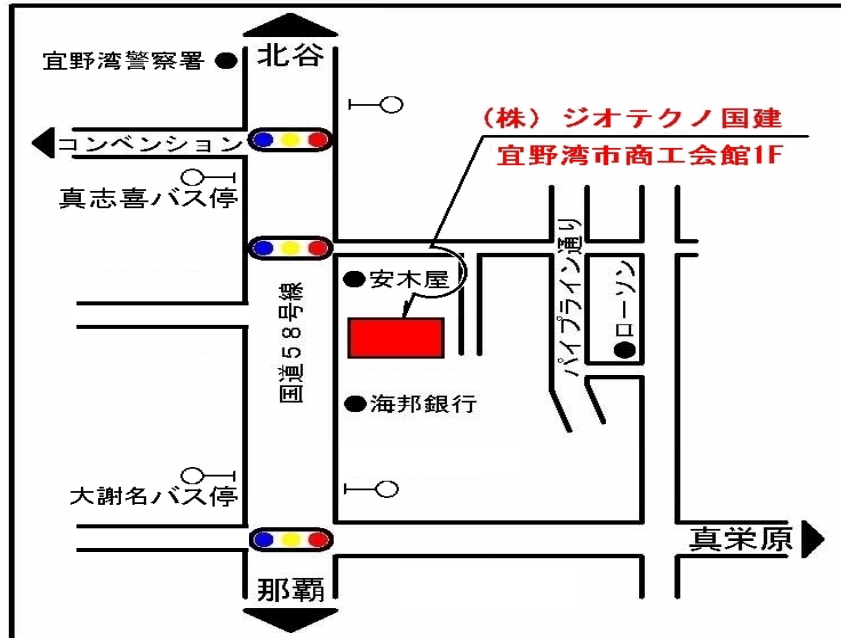 北谷
宜野湾警察署
(株)ジオテクノ国建
宜野湾市商工会館1F
コンベンション
真志喜バス停
パイプライン通り
安木屋
ローソン
国道58号線
海邦銀行
大謝名バス停
真栄原
那覇